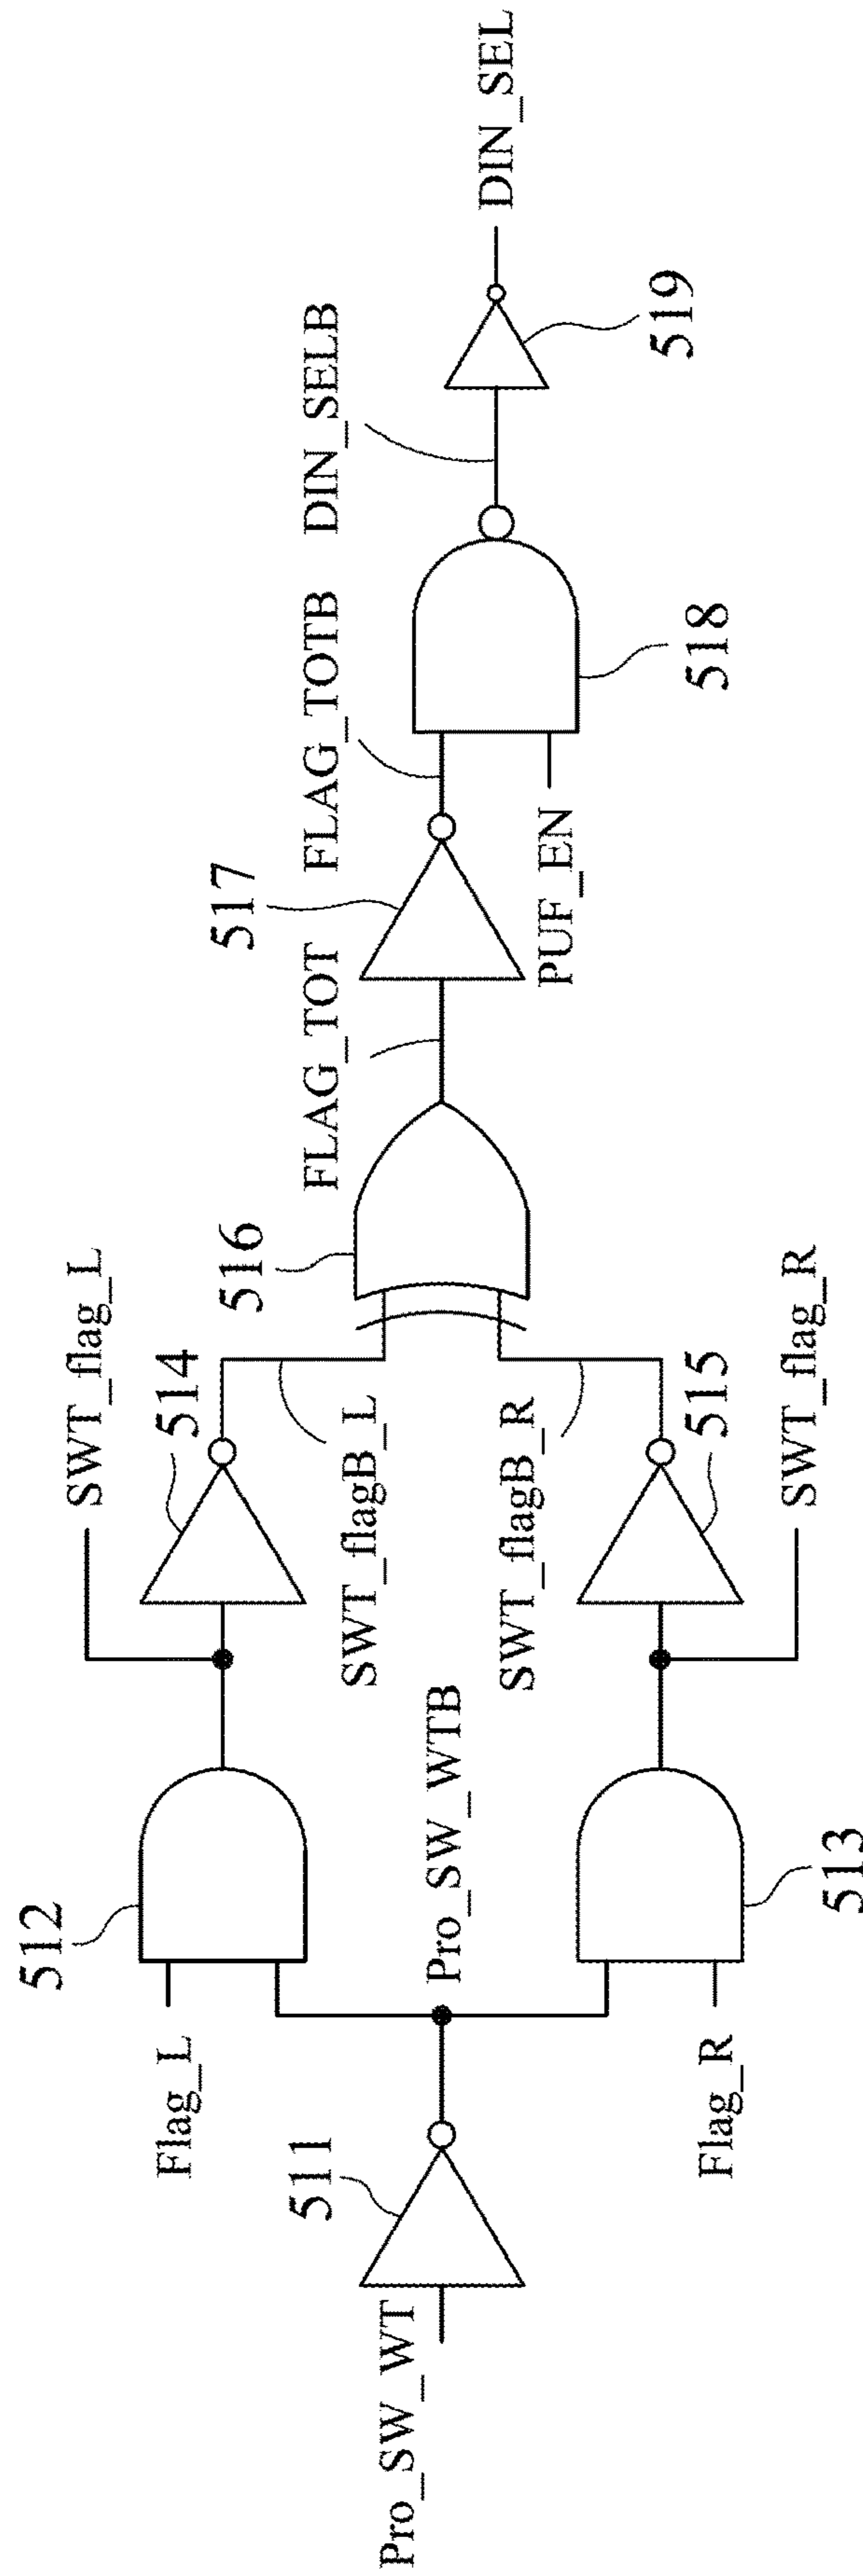 Pro_SW_WT
511
Pro_SW_WTB
Flag_L
512
SWT_flag_L
514
SWT_flagB_L
Flag_R
513
SWT_flag_R
515
SWT_flagB_R
516
FLAG_TOT
517
FLAG_TOTB
PUF_EN
518
DIN_SELB
519
DIN_SEL